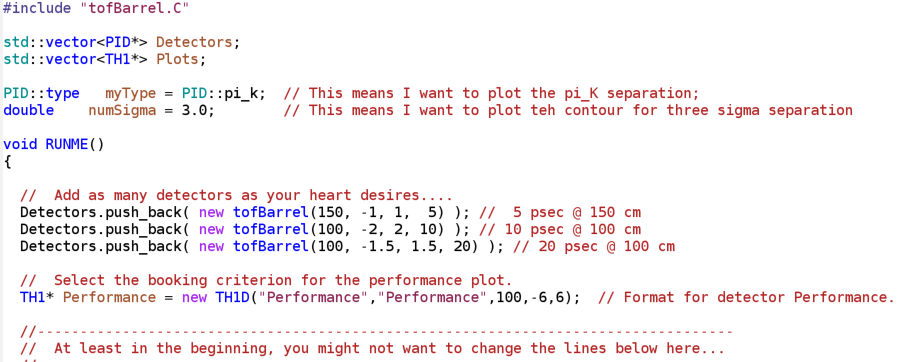 #include "tofBarrel.C"
std::vector<PID*> Detectors;
std::vector<TH1*> Plots;
PID::type   myType = PID::pi_k;  // This means I want to plot the pi_K separation;
double    numSigma = 3.0;        // This means I want to plot teh contour for three sigma separation
void RUNME()
{
  //  Add as many detectors as your heart desires....
  Detectors.push_back( new tofBarrel(150, -1, 1,  5) ); //  5 psec @ 150 cm
  Detectors.push_back( new tofBarrel(100, -2, 2, 10) ); // 10 psec @ 100 cm
  Detectors.push_back( new tofBarrel(100, -1.5, 1.5, 20) ); // 20 psec @ 100 cm
  //  Select the booking criterion for the performance plot.
  TH1* Performance = new TH1D("Performance","Performance",100,-6,6);  // Format for detector Performance.
  //----------------------------------------------------------------------------------
  //  At least in the beginning, you might not want to change the lines below here...